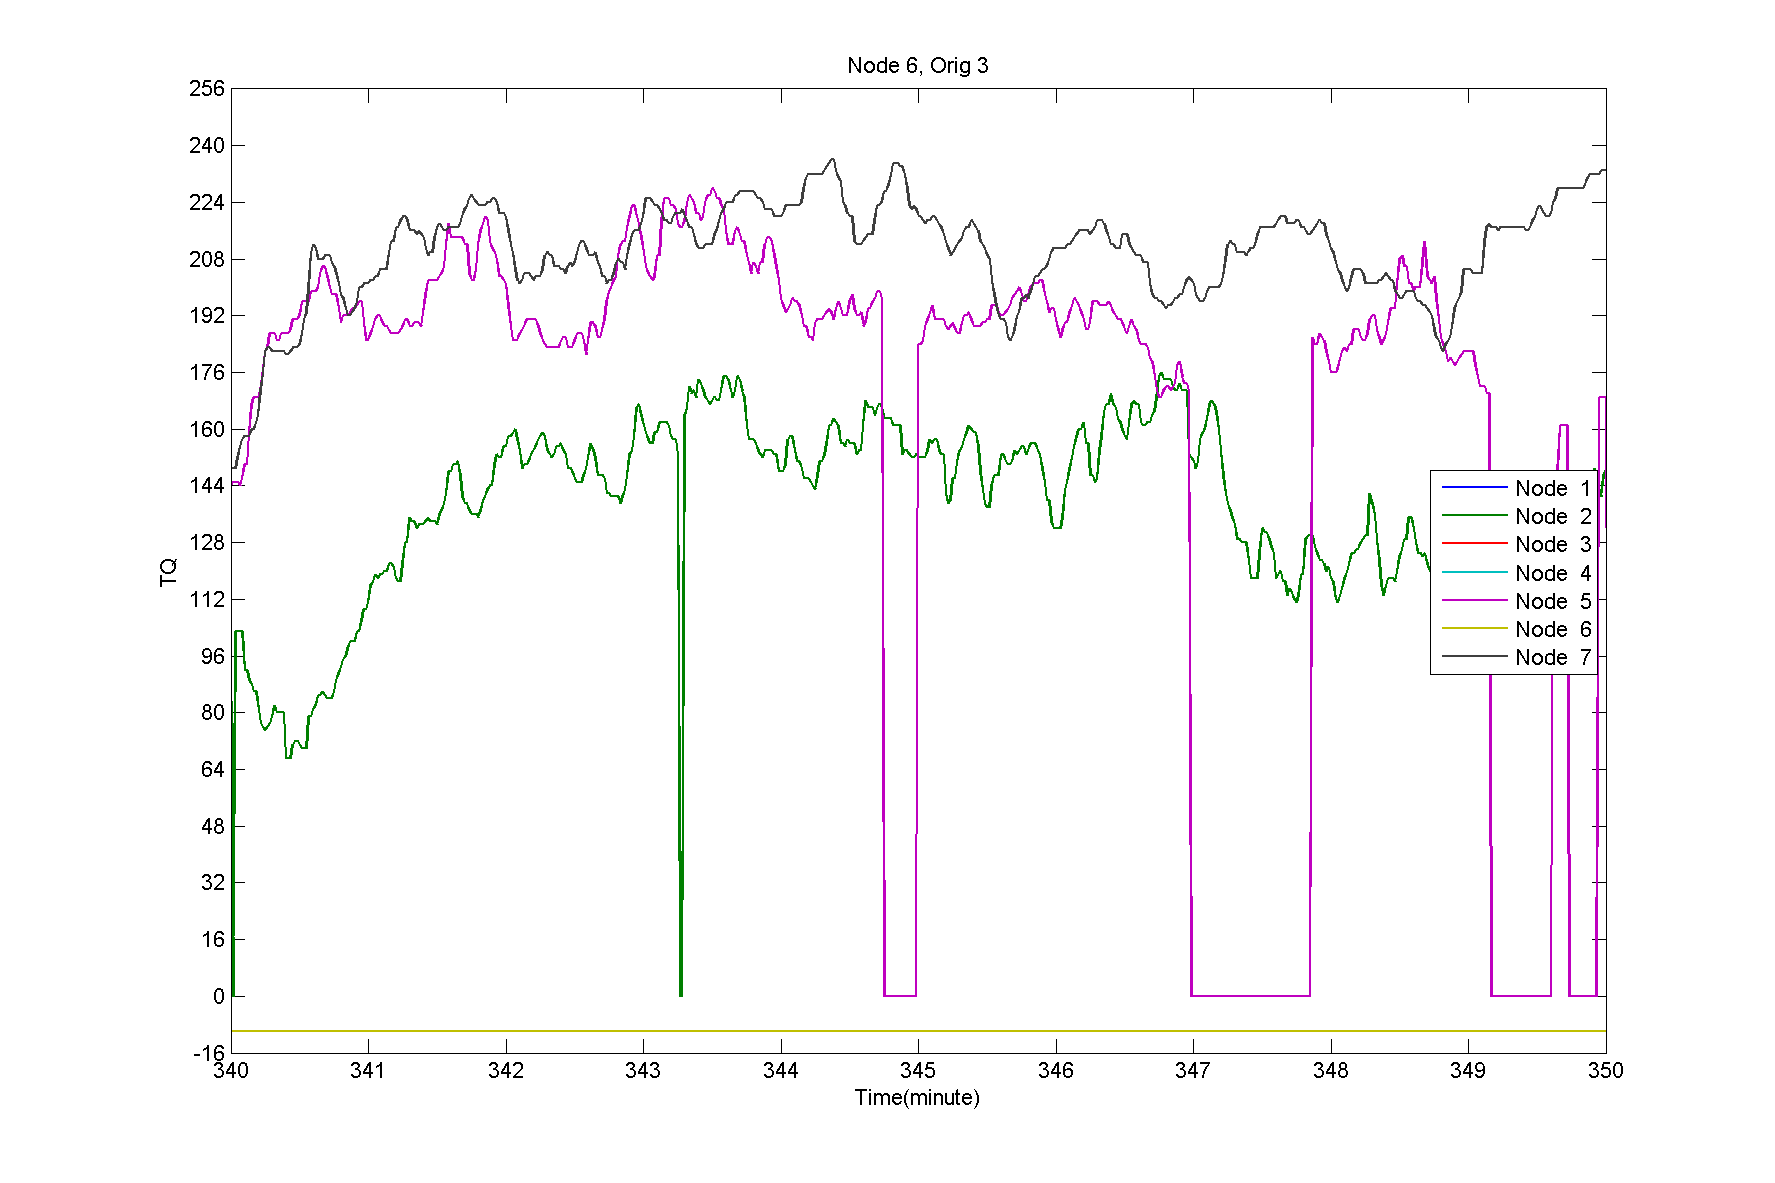 Node 6, Orig 3
256
240
224
208
192
176
160
144
128
112
96
80
64
48
32
16
0
-16
TQ
Node 1
Node 2
Node 3
Node 4
Node 5
Node 6
Node 7
340 341 342 343 344 345 346 347 348 349 350
Time(minute)